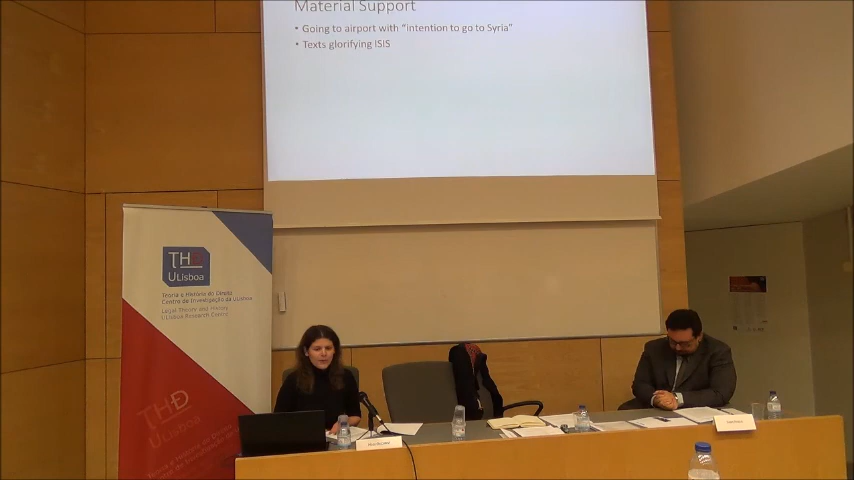 Material Support
• Going to airport with “intention to go to Syria”
• Texts glorifying ISIS
THD
ULisboa
Teoria e História do Direito
Centro de Investigação da ULisboa
Legal Theory and History
ULisboa Research Centre
THD
ULisboa